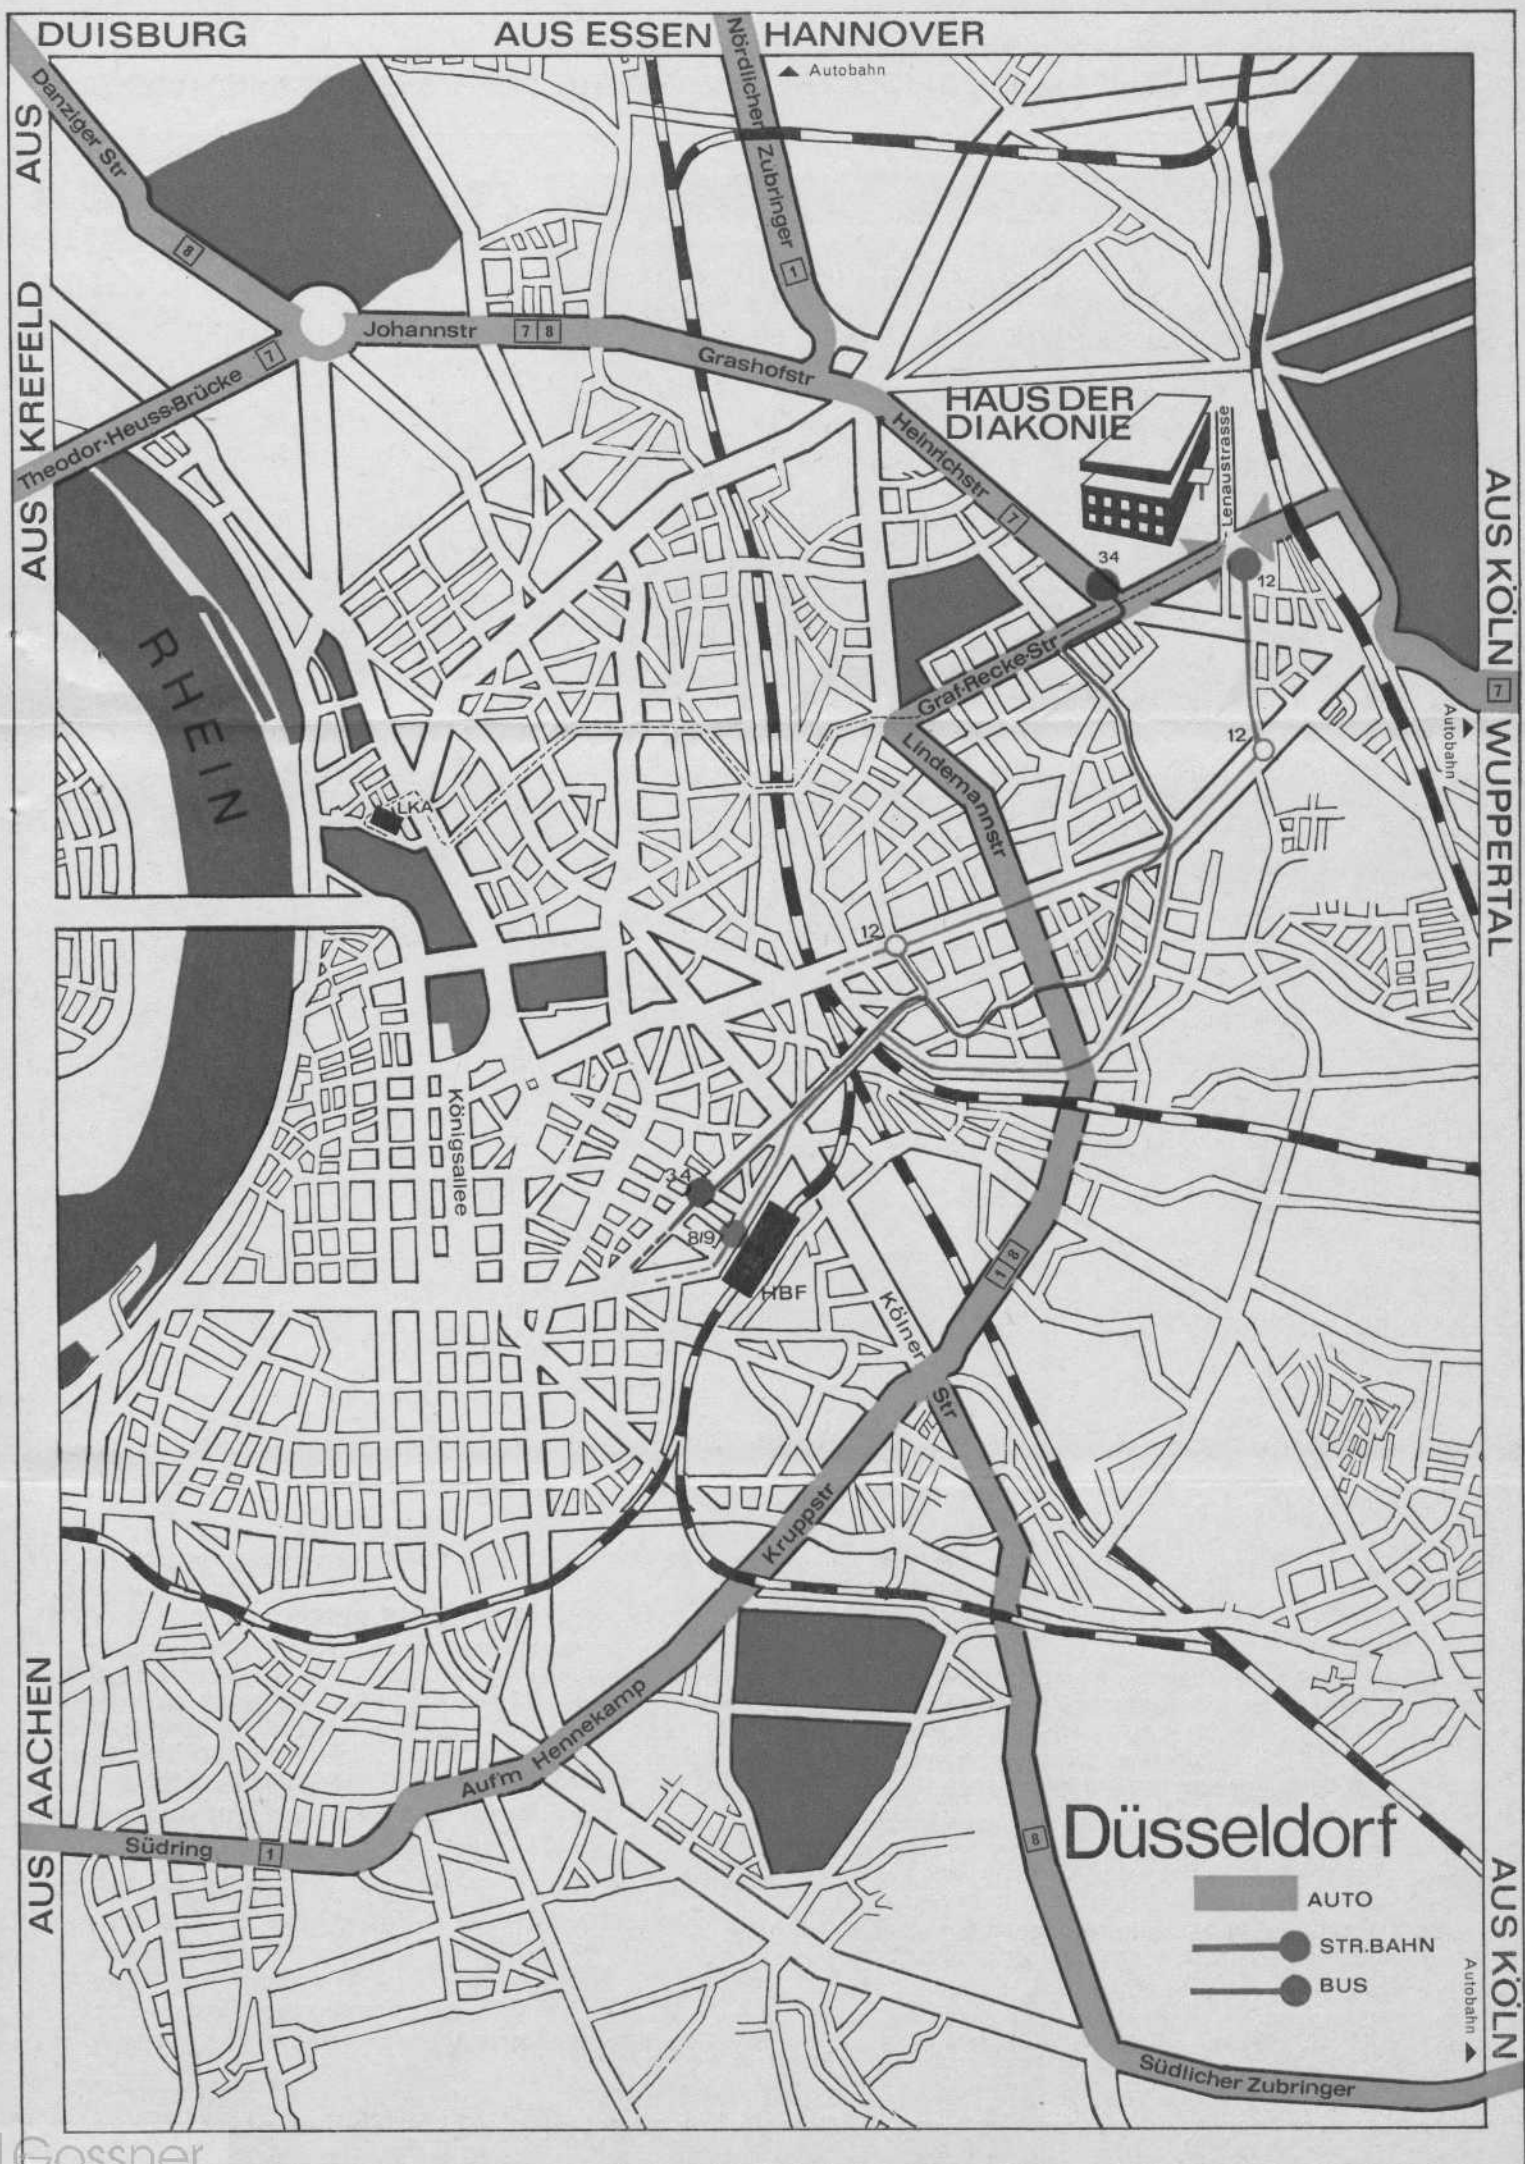 DUISBURG
AUS ESSEN
HANNOVER
▲ Autobahn
AUS
Danziger Str
8
Nördlicher Zubringer
1
AUS KREFELD
Theodor-Heuss-Brücke
7
Johannstr
7 8
Grashofstr
HAUS DER
DIAKONIE
Heinrichstr
7
Lenaustrasse
34
12
Graf-Recke-Str
AUS KÖLN
7
WUPPERTAL
Autobahn ▲
RHEIN
LKA
Lindemannstr
12
12
Königsallee
8/9
HBF
1 8
Kölner Str
Kruppstr
Auf'm Hennekamp
AUS AACHEN
Südring
1
8
Düsseldorf
AUTO
STR.BAHN
BUS
AUS KÖLN
Autobahn ▲
Südlicher Zubringer
Gossner